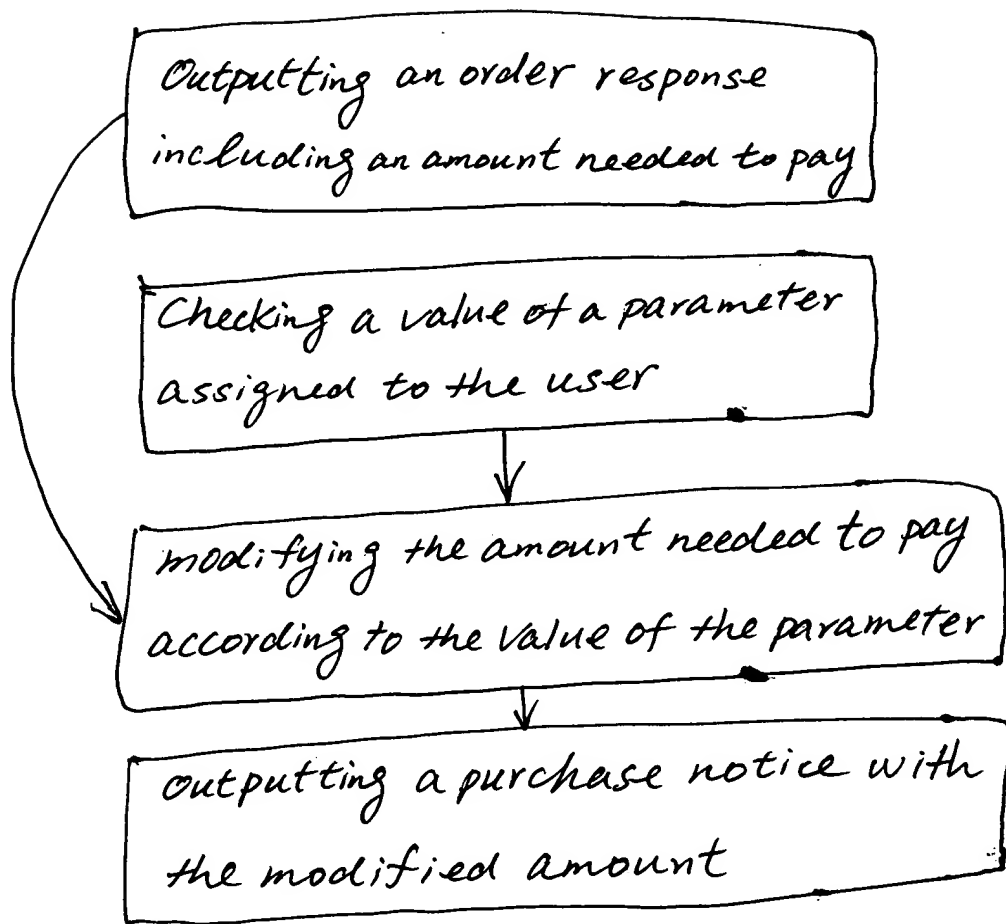 Outputting an order response
including an amount needed to pay
Checking a value of a parameter
assigned to the user
modifying the amount needed to pay
according to the value of the parameter
outputting a purchase notice with
the modified amount